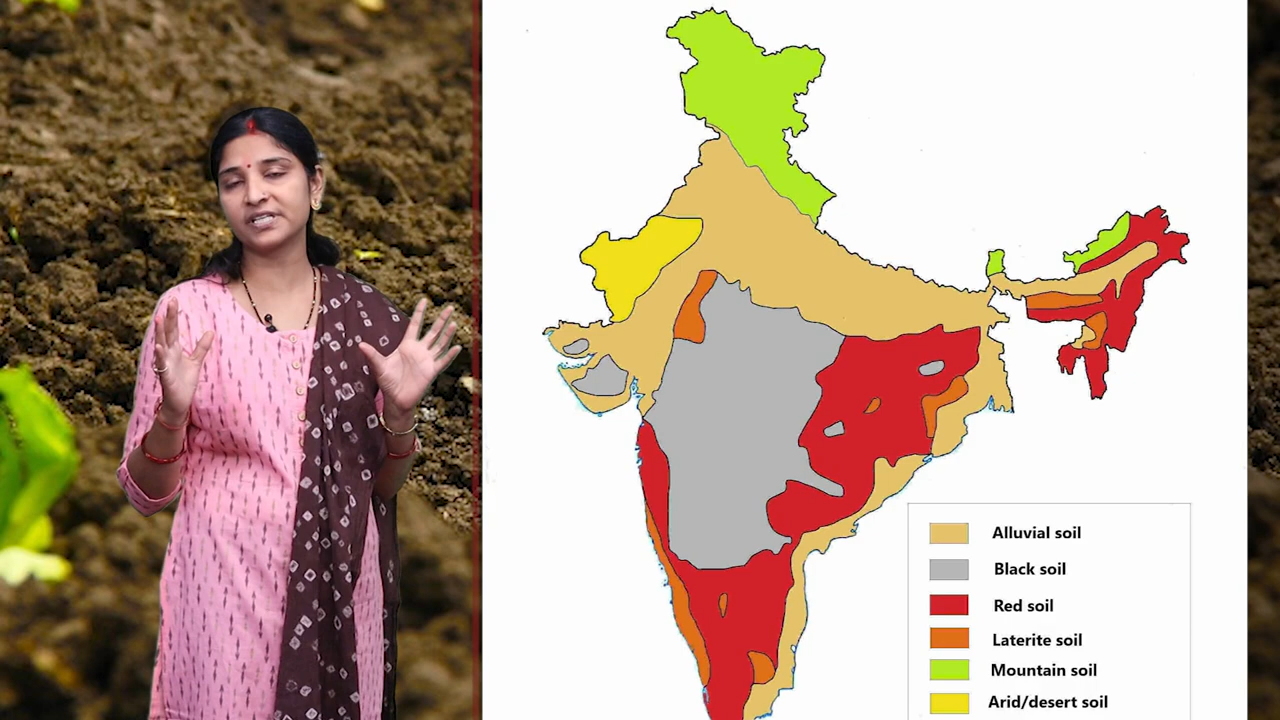 Alluvial soil
Black soil
Red soil
Laterite soil
Mountain soil
Arid/desert soil